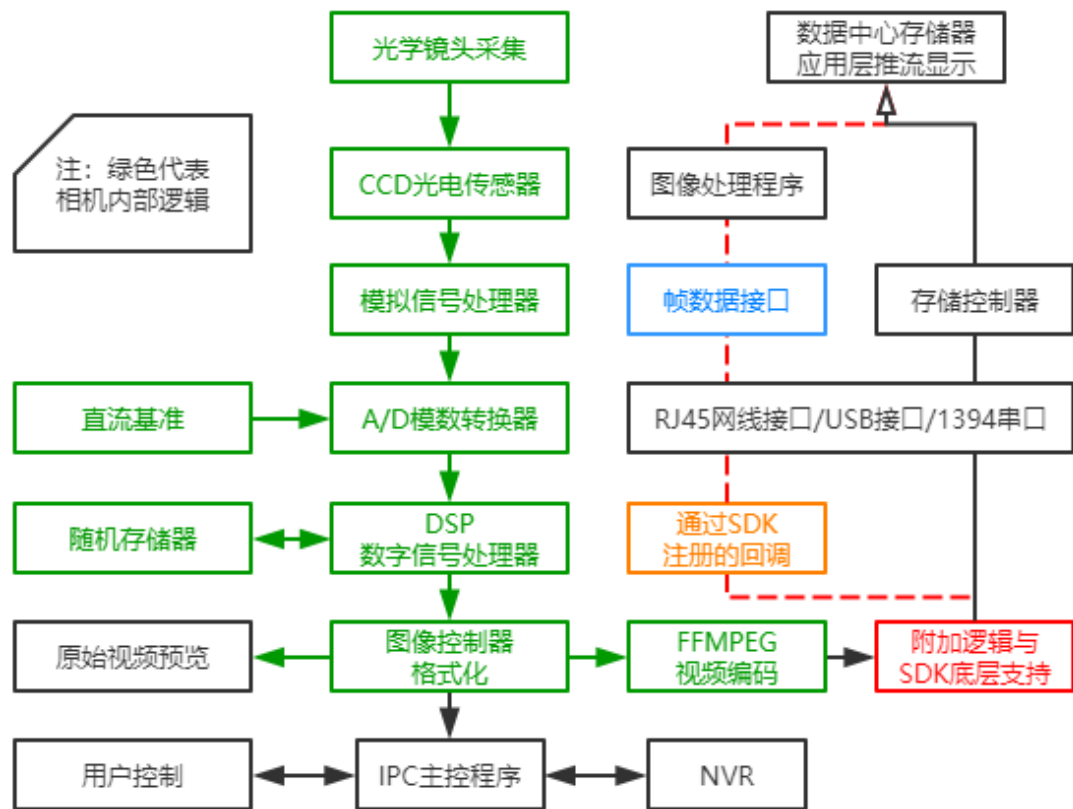 光学镜头采集
数据中心存储器
应用层推流显示
注：绿色代表
相机内部逻辑
CCD光电传感器
图像处理程序
模拟信号处理器
帧数据接口
存储控制器
直流基准
A/D模数转换器
RJ45网线接口/USB接口/1394串口
随机存储器
DSP
数字信号处理器
通过SDK
注册的回调
原始视频预览
图像控制器
格式化
FFMPEG
视频编码
附加逻辑与
SDK底层支持
用户控制
IPC主控程序
NVR